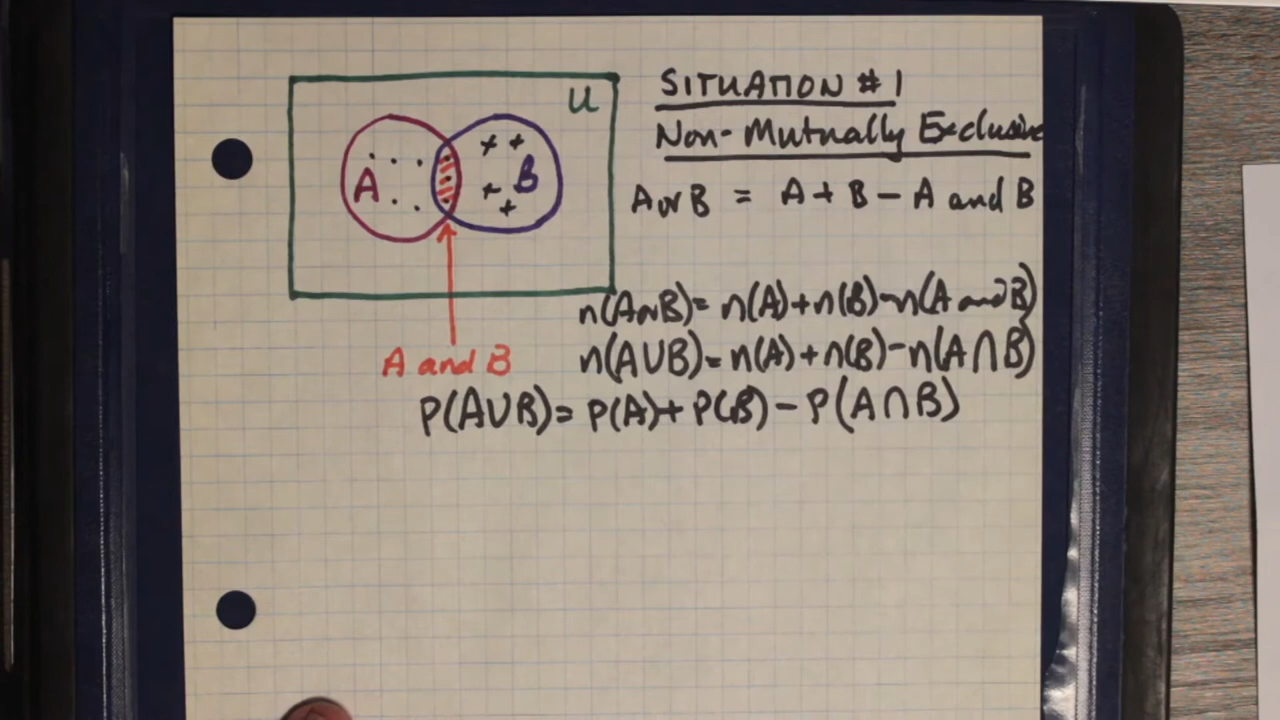 U
A
B
A and B
SITUATION #1
Non-Mutually Exclusive
A or B = A + B - A and B
n(A or B) = n(A) + n(B) - n(A and B)
n(A∪B) = n(A) + n(B) - n(A∩B)
P(A∪B) = P(A) + P(B) - P(A∩B)